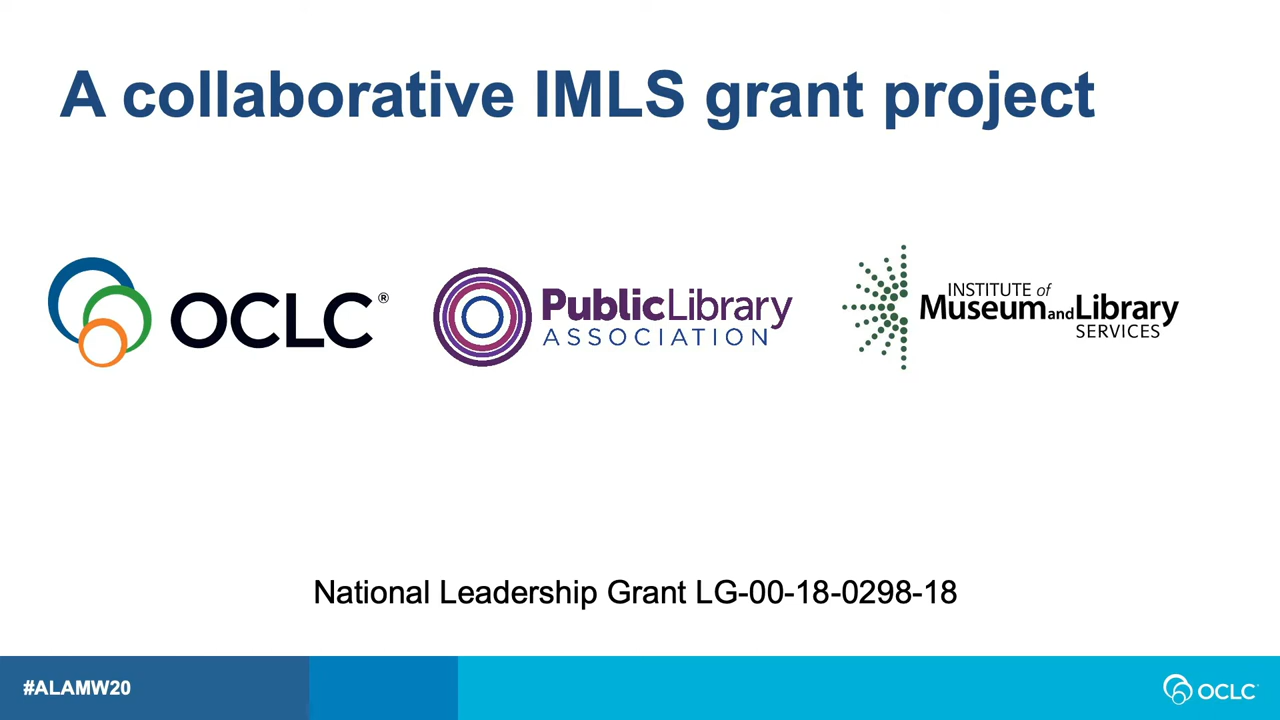 A collaborative IMLS grant project
OCLC®
PublicLibrary
ASSOCIATION
INSTITUTE of
MuseumandLibrary
SERVICES
National Leadership Grant LG-00-18-0298-18
#ALAMW20
OCLC